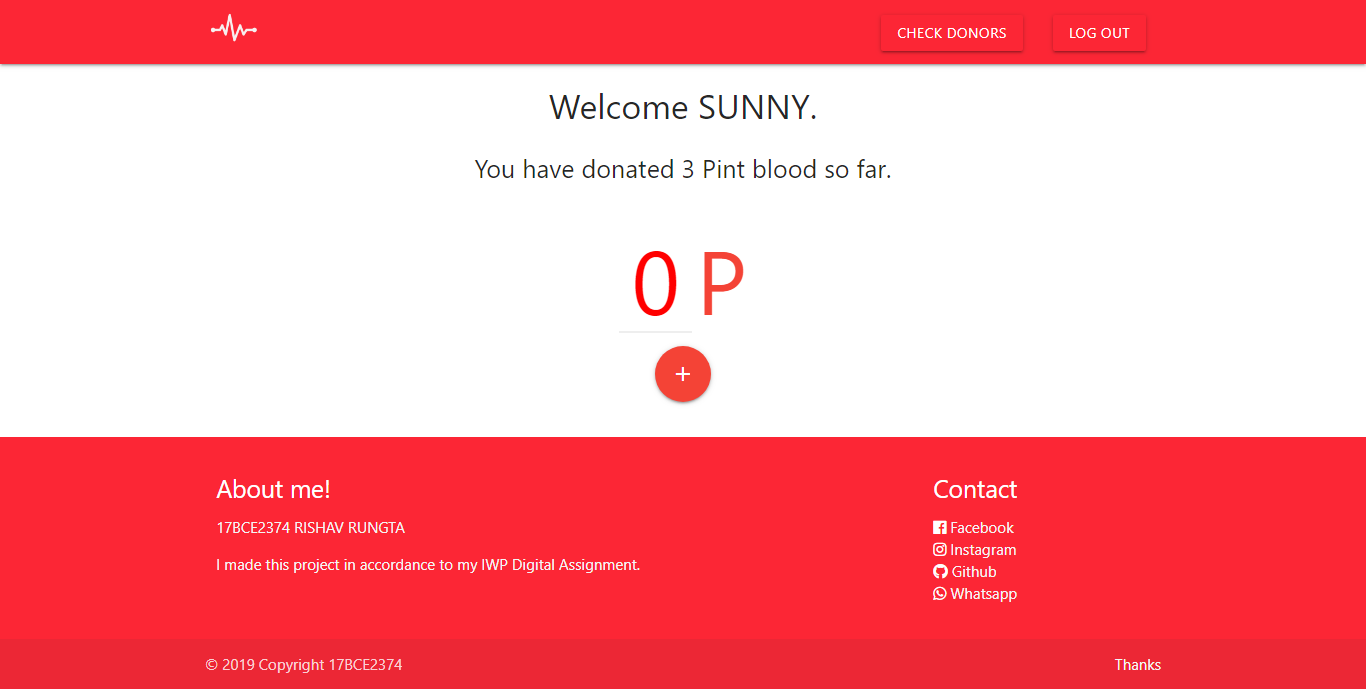 CHECK DONORS LOG OUT
Welcome SUNNY.
You have donated 3 Pint blood so far.
0 P
+
About me!
17BCE2374 RISHAV RUNGTA
I made this project in accordance to my IWP Digital Assignment.
Contact
Facebook
Instagram
Github
Whatsapp
© 2019 Copyright 17BCE2374
Thanks